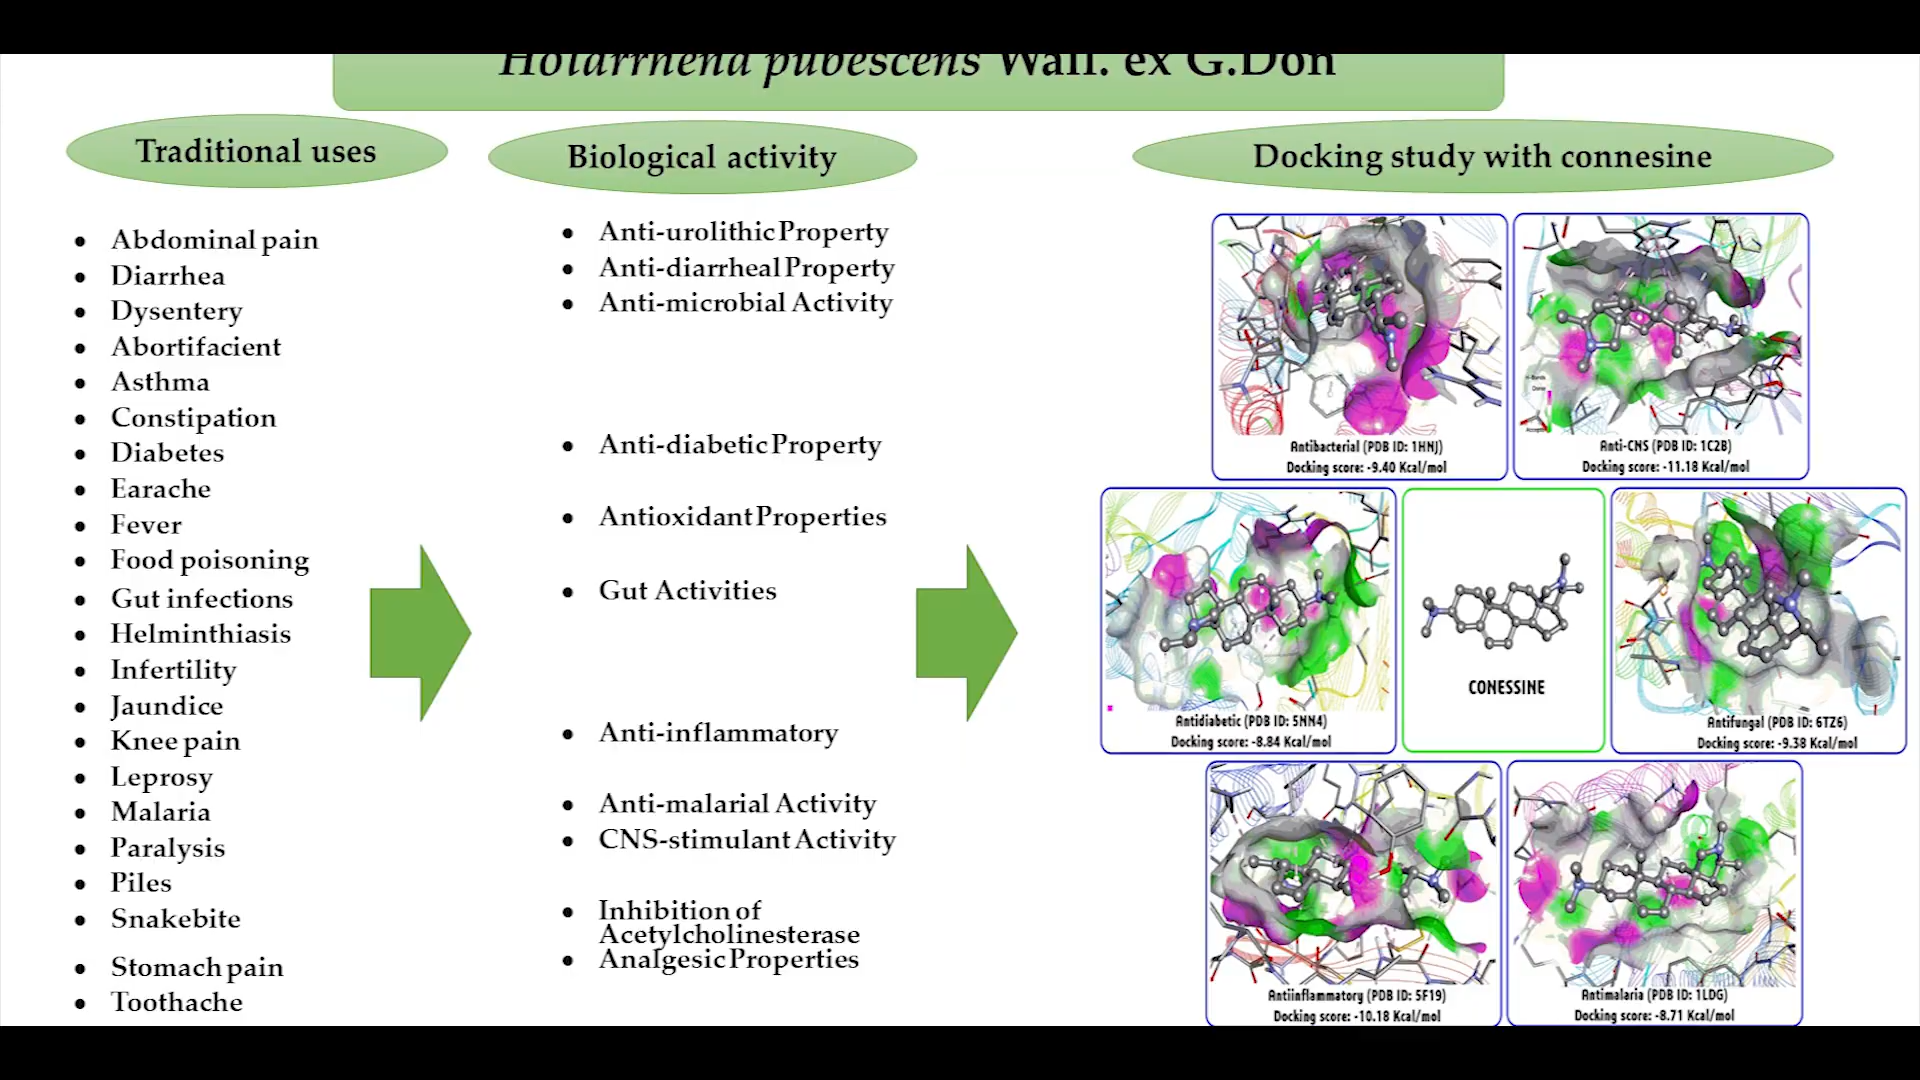 Holarrhena pubescens Wall. ex G.Don
Traditional uses
Abdominal pain
Diarrhea
Dysentery
Abortifacient
Asthma
Constipation
Diabetes
Earache
Fever
Food poisoning
Gut infections
Helminthiasis
Infertility
Jaundice
Knee pain
Leprosy
Malaria
Paralysis
Piles
Snakebite
Stomach pain
Toothache
Biological activity
Anti-urolithic Property
Anti-diarrheal Property
Anti-microbial Activity
Anti-diabetic Property
Antioxidant Properties
Gut Activities
Anti-inflammatory
Anti-malarial Activity
CNS-stimulant Activity
Inhibition of
Acetylcholinesterase
Analgesic Properties
Docking study with connesine
Antibacterial (PDB ID: 1HNJ)
Docking score: -9.40 Kcal/mol
Anti-CNS (PDB ID: 1C2B)
Docking score: -11.18 Kcal/mol
Antidiabetic (PDB ID: 5NN4)
Docking score: -8.84 Kcal/mol
CONESSINE
Antifungal (PDB ID: 6TZ6)
Docking score: -9.38 Kcal/mol
Antiinflammatory (PDB ID: 5F19)
Docking score: -10.18 Kcal/mol
Antimalaria (PDB ID: 1LDG)
Docking score: -8.71 Kcal/mol